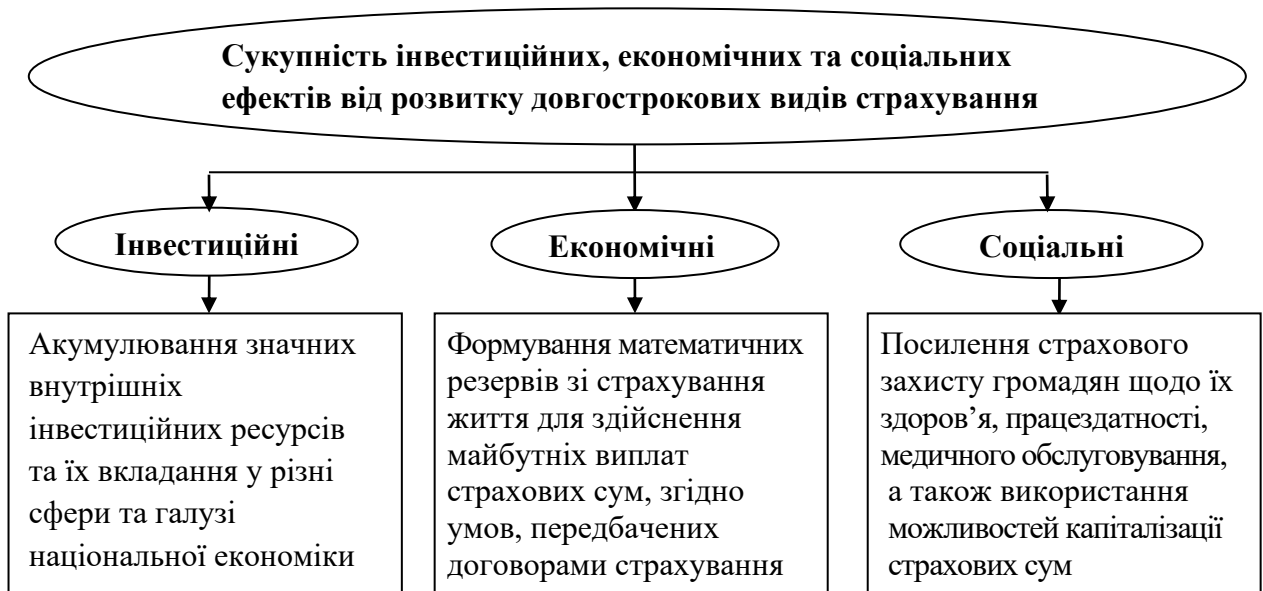 Сукупність інвестиційних, економічних та соціальних
ефектів від розвитку довгострокових видів страхування
Інвестиційні
Економічні
Соціальні
Акумулювання значних
внутрішніх
інвестиційних ресурсів
та їх вкладання у різні
сфери та галузі
національної економіки
Формування математичних
резервів зі страхування
життя для здійснення
майбутніх виплат
страхових сум, згідно
умов, передбачених
договорами страхування
Посилення страхового
захисту громадян щодо їх
здоров’я, працездатності,
медичного обслуговування,
а також використання
можливостей капіталізації
страхових сум